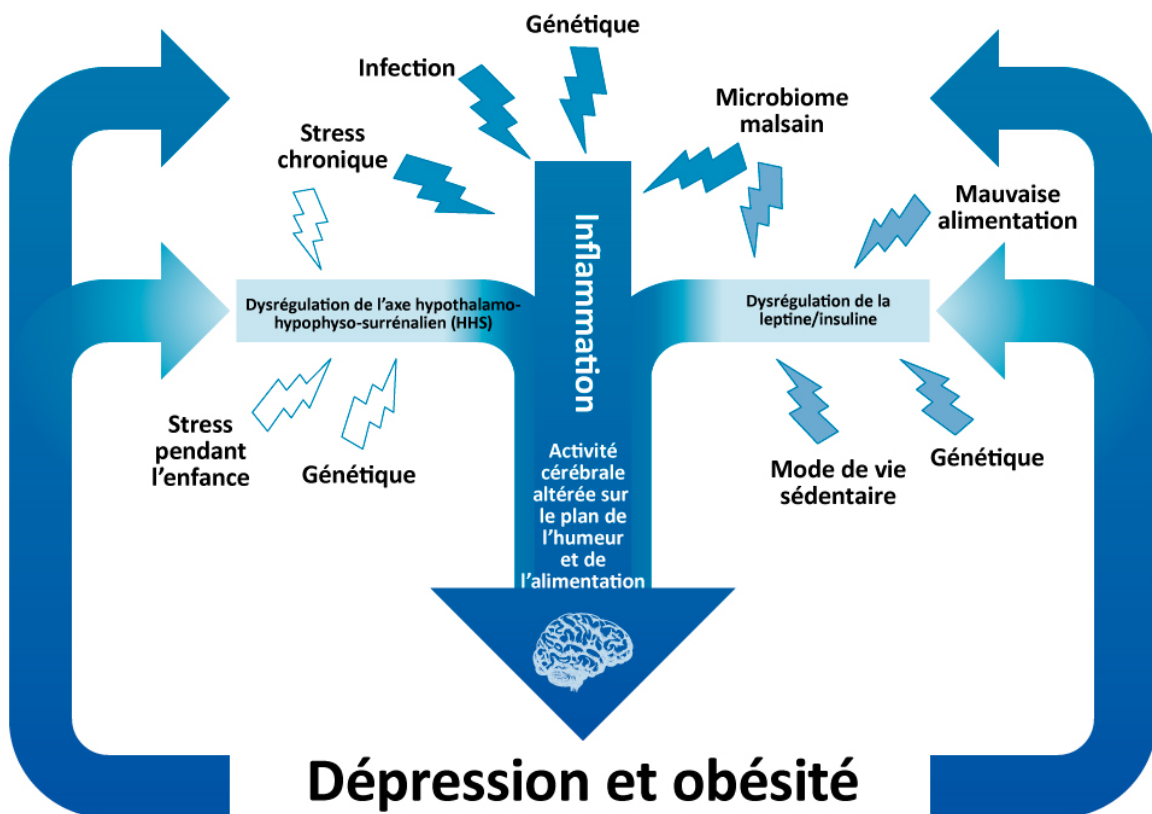 Génétique
Infection
Microbiome
malsain
Stress
chronique
Mauvaise
alimentation
Inflammation
Dysrégulation de l'axe hypothalamo-
hypophyso-surrénalien (HHS)
Dysrégulation de la
leptine/insuline
Stress
pendant
l'enfance
Génétique
Activité
cérébrale
altérée sur
le plan de
l'humeur
et de
l'alimentation
Mode de vie
sédentaire
Génétique
Dépression et obésité